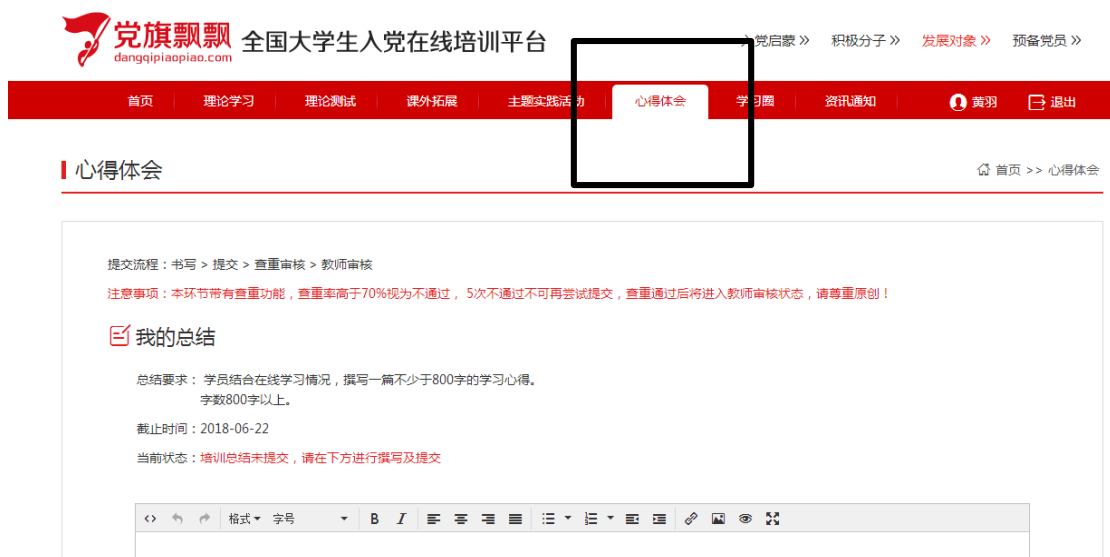 党旗飘飘 全国大学生入党在线培训平台
dangqipiaopiao.com
入党启蒙 积极分子 发展对象 预备党员
首页 理论学习 理论测试 课外拓展 主题实践活动 心得体会 学习圈 资讯通知 黄羽 退出
心得体会
首页 >> 心得体会
提交流程：书写 > 提交 > 查重审核 > 教师审核
注意事项：本环节带有查重功能，查重率高于70%视为不通过， 5次不通过不可再尝试提交，查重通过后将进入教师审核状态，请尊重原创！
我的总结
总结要求： 学员结合在线学习情况，撰写一篇不少于800字的学习心得。
字数800字以上。
截止时间：2018-06-22
当前状态：培训总结未提交，请在下方进行撰写及提交
格式 字号 B I